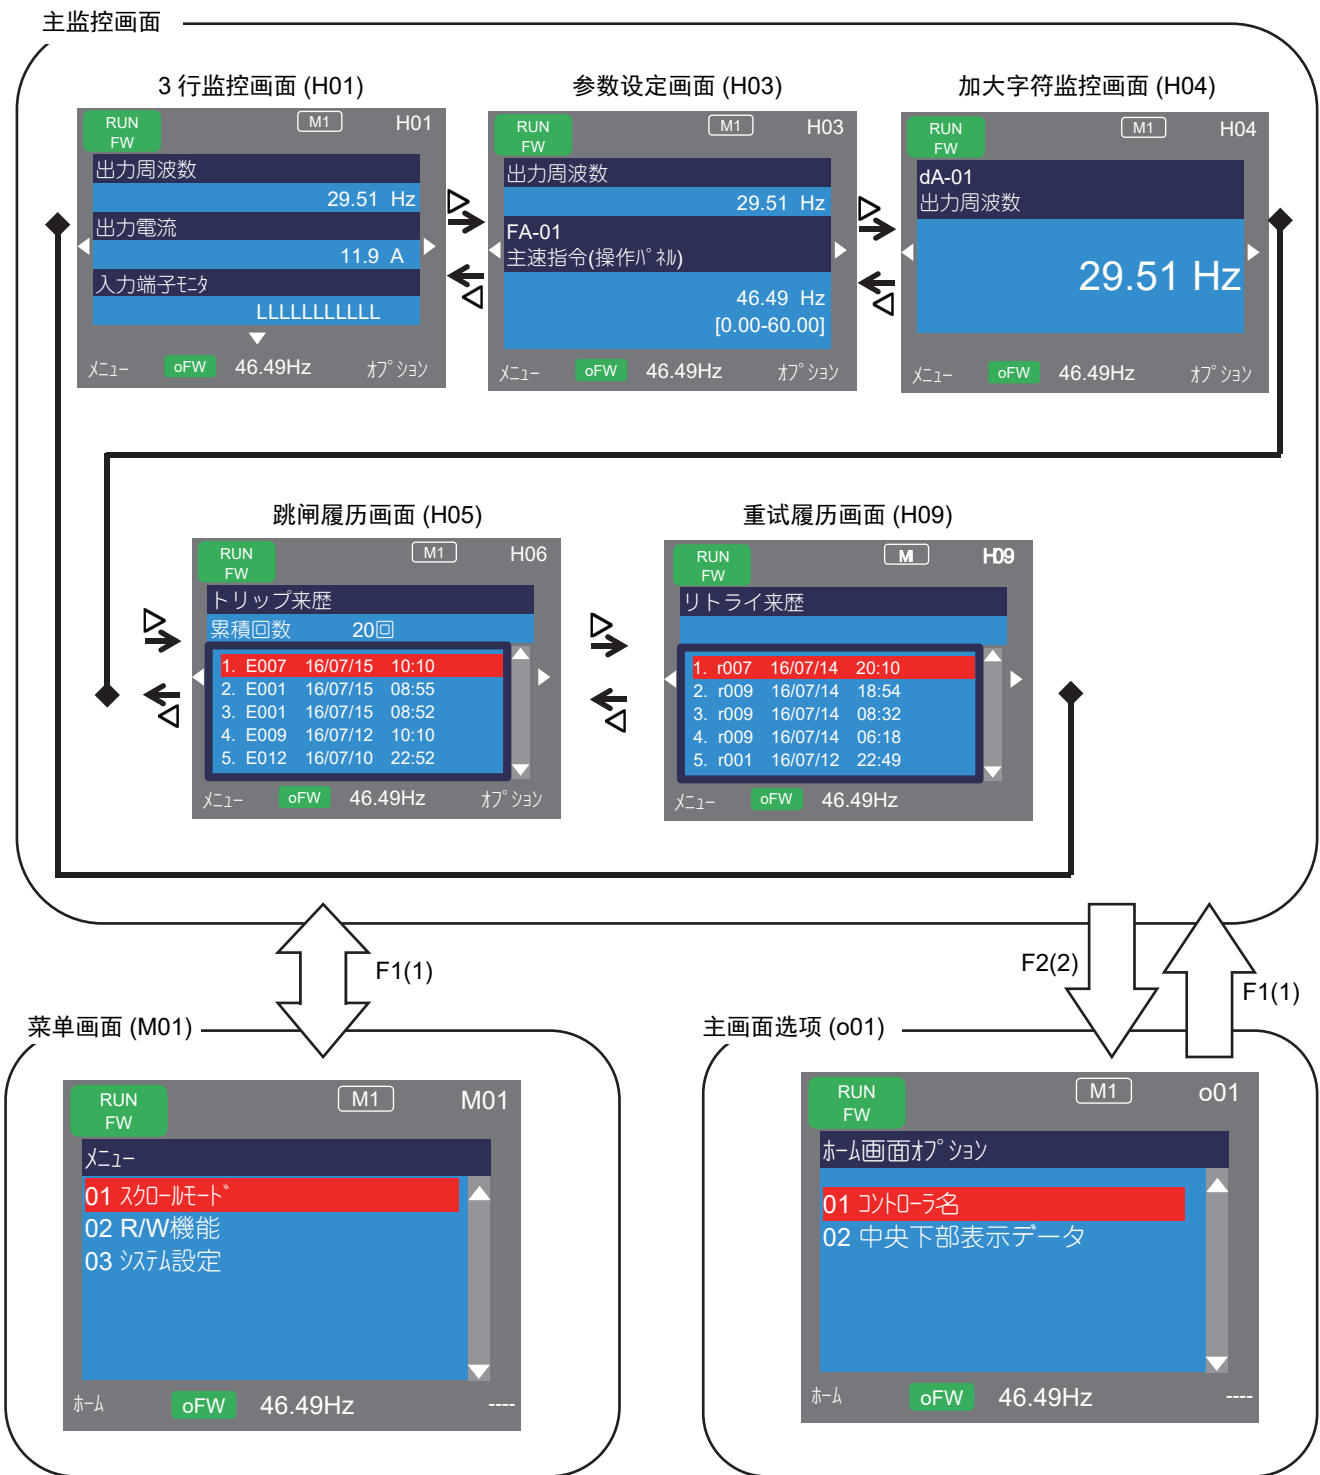 主监控画面
3 行监控画面 (H01)
RUN
FW
M1
H01
出力周波数
29.51 Hz
出力電流
11.9 A
入力端子ﾓﾆﾀ
LLLLLLLLLLL
ﾒﾆｭｰ
oFW
46.49Hz
ｵﾌﾟｼｮﾝ
参数设定画面 (H03)
RUN
FW
M1
H03
出力周波数
29.51 Hz
FA-01
主速指令(操作ﾊﾟﾈﾙ)
46.49 Hz
[0.00-60.00]
ﾒﾆｭｰ
oFW
46.49Hz
ｵﾌﾟｼｮﾝ
加大字符监控画面 (H04)
RUN
FW
M1
H04
dA-01
出力周波数
29.51 Hz
ﾒﾆｭｰ
oFW
46.49Hz
ｵﾌﾟｼｮﾝ
跳闸履历画面 (H05)
RUN
FW
M1
H06
トリップ来歴
累積回数 20回
1. E007 16/07/15 10:10
2. E001 16/07/15 08:55
3. E001 16/07/15 08:52
4. E009 16/07/12 10:10
5. E012 16/07/10 22:52
ﾒﾆｭｰ
oFW
46.49Hz
ｵﾌﾟｼｮﾝ
重试履历画面 (H09)
RUN
FW
M1
H09
リトライ来歴
1. r007 16/07/14 20:10
2. r009 16/07/14 18:54
3. r009 16/07/14 08:32
4. r009 16/07/14 06:18
5. r001 16/07/12 22:49
ﾒﾆｭｰ
oFW
46.49Hz
F1(1)
F2(2)
F1(1)
菜单画面 (M01)
RUN
FW
M1
M01
ﾒﾆｭｰ
01 ｽｸﾛｰﾙﾓｰﾄﾞ
02 R/W機能
03 ｼｽﾃﾑ設定
ﾎｰﾑ
oFW
46.49Hz
----
主画面选项 (o01)
RUN
FW
M1
o01
ﾎｰﾑ画面ｵﾌﾟｼｮﾝ
01 ｺﾝﾄﾛｰﾗ名
02 中央下部表示データ
ﾎｰﾑ
oFW
46.49Hz
----